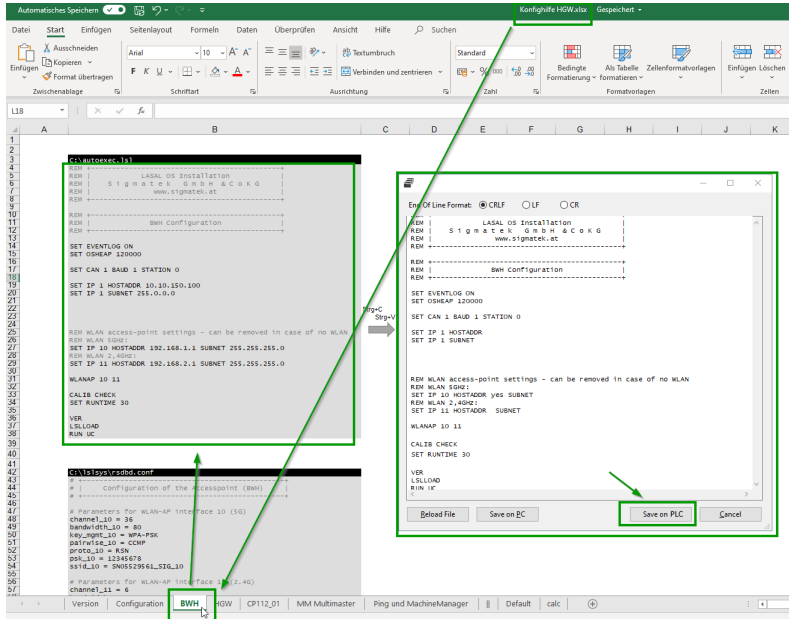 Automatisches Speichern
Konfighilfe HGW.xlsx
Gespeichert
Datei Start Einfügen Seitenlayout Formeln Daten Überprüfen Ansicht Hilfe Suchen
Einfügen
Ausschneiden
Kopieren
Format übertragen
Zwischenablage
Arial 10 A A
F K U A
Schriftart
Textumbruch
Verbinden und zentrieren
Ausrichtung
Standard
% 000
Zahl
Bedingte Formatierung
Als Tabelle formatieren
Zellenformatvorlagen
Formatvorlagen
Einfügen Löschen
Zellen
L18 fx
A B C D E F G H I J K
C:\autoexec.lsl
REM +------------------------------------------------+
REM | LASAL OS Installation |
REM | S i g m a t e k G m b H & C o K G |
REM | www.sigmatek.at |
REM +------------------------------------------------+
REM +------------------------------------------------+
REM | BWH Configuration |
REM +------------------------------------------------+
SET EVENTLOG ON
SET OSHEAP 120000
SET CAN 1 BAUD 1 STATION 0
SET IP 1 HOSTADDR 10.10.150.100
SET IP 1 SUBNET 255.0.0.0
REM WLAN access-point settings - can be removed in case of no WLAN
REM WLAN 5GHz:
SET IP 10 HOSTADDR 192.168.1.1 SUBNET 255.255.255.0
REM WLAN 2,4GHz:
SET IP 11 HOSTADDR 192.168.2.1 SUBNET 255.255.255.0
WLANAP 10 11
CALIB CHECK
SET RUNTIME 30
VER
LSLLOAD
RUN UC
Strg+C
Strg+V
End Of Line Format: CRLF LF CR
REM | LASAL OS Installation |
REM | S i g m a t e k G m b H & C o K G |
REM | www.sigmatek.at |
REM +------------------------------------------------+
REM +------------------------------------------------+
REM | BWH Configuration |
REM +------------------------------------------------+
SET EVENTLOG ON
SET OSHEAP 120000
SET CAN 1 BAUD 1 STATION 0
SET IP 1 HOSTADDR
SET IP 1 SUBNET
REM WLAN access-point settings - can be removed in case of no WLAN
REM WLAN 5GHz:
SET IP 10 HOSTADDR yes SUBNET
REM WLAN 2,4GHz:
SET IP 11 HOSTADDR SUBNET
WLANAP 10 11
CALIB CHECK
SET RUNTIME 30
VER
LSLLOAD
RUN UC
Reload File Save on PC Save on PLC Cancel
C:\lslsys\rsdbd.conf
# +------------------------------------------------+
# | Configuration of the Accesspoint (BWH) |
# +------------------------------------------------+
# Parameters for WLAN-AP interface 10 (5G)
channel_10 = 36
bandwidth_10 = 80
key_mgmt_10 = WPA-PSK
pairwise_10 = CCMP
proto_10 = RSN
psk_10 = 12345678
ssid_10 = SN05529561_SIG_10
# Parameters for WLAN-AP interface 11 (2.4G)
channel_11 = 6
Version Configuration BWH HGW CP112_01 MM Multimaster Ping und MachineManager || Default calc